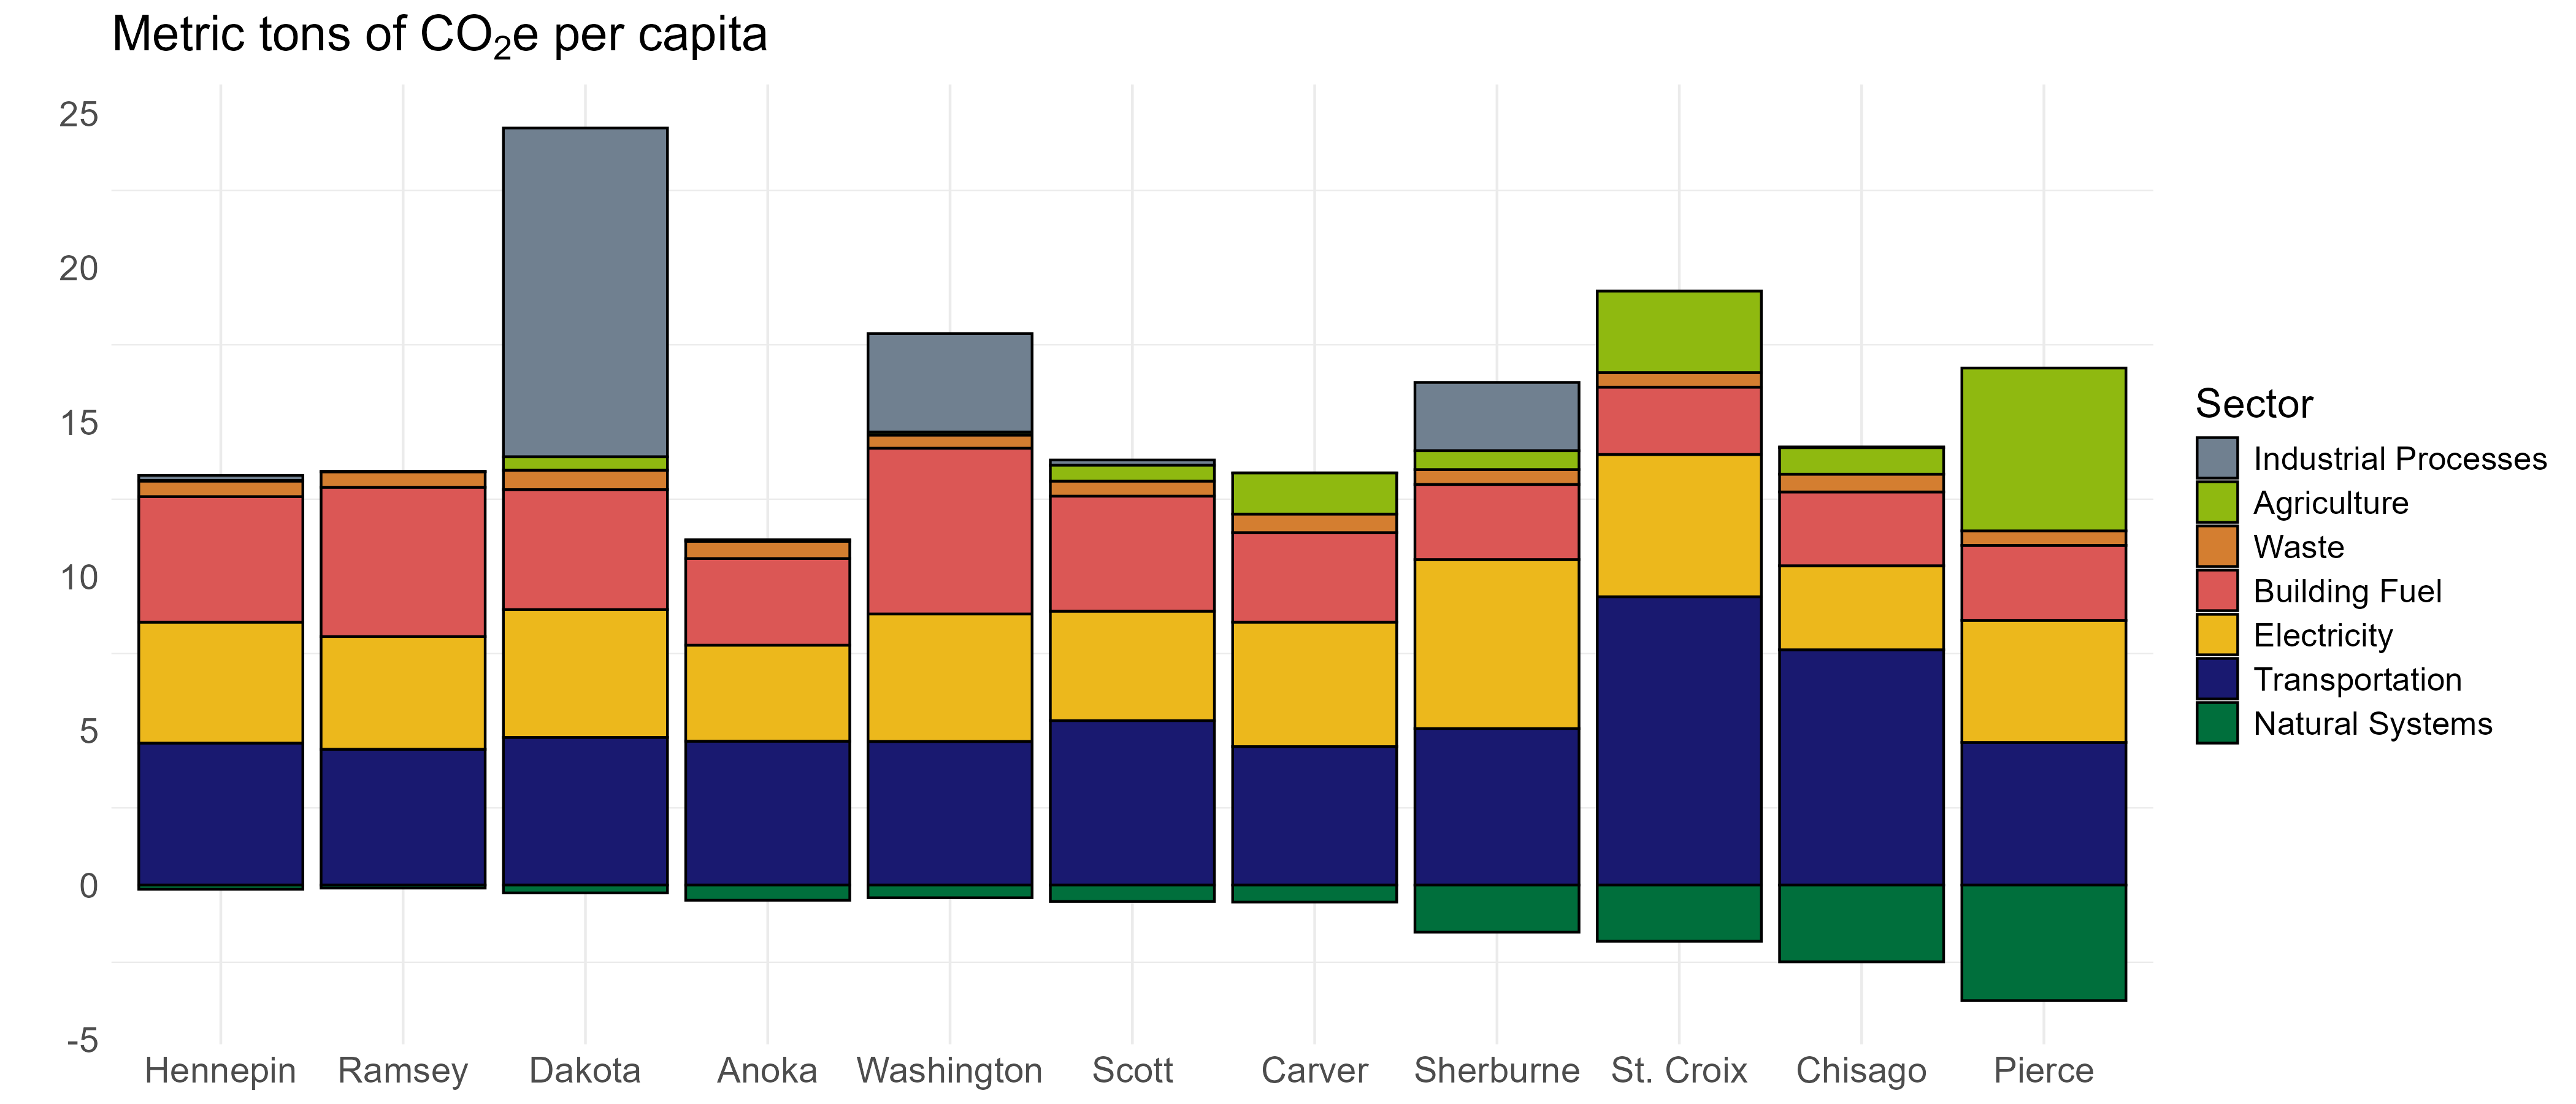 Metric tons of CO₂e per capita
25
20
15
10
5
0
-5
Hennepin Ramsey Dakota Anoka Washington Scott Carver Sherburne St. Croix Chisago Pierce
Sector
Industrial Processes
Agriculture
Waste
Building Fuel
Electricity
Transportation
Natural Systems